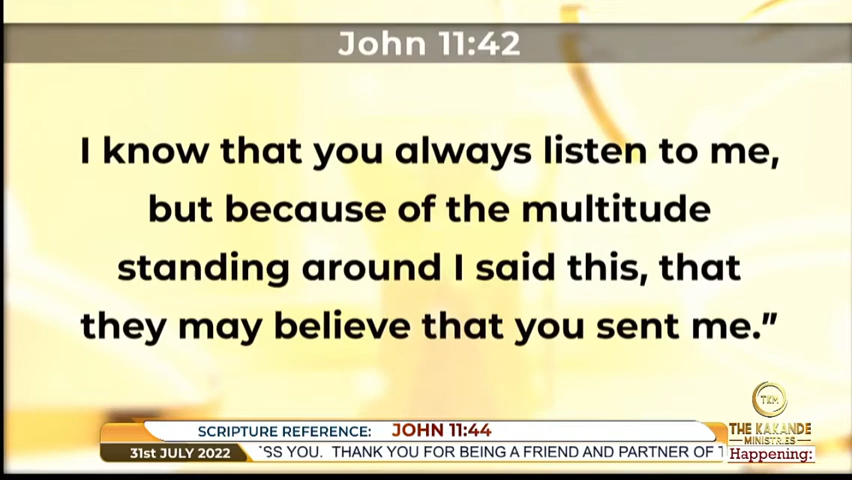 John 11:42
I know that you always listen to me,
but because of the multitude
standing around I said this, that
they may believe that you sent me.”
SCRIPTURE REFERENCE: JOHN 11:44
31st JULY 2022 SS YOU. THANK YOU FOR BEING A FRIEND AND PARTNER OF
TKM
THE KAKANDE
MINISTRIES
Happening: